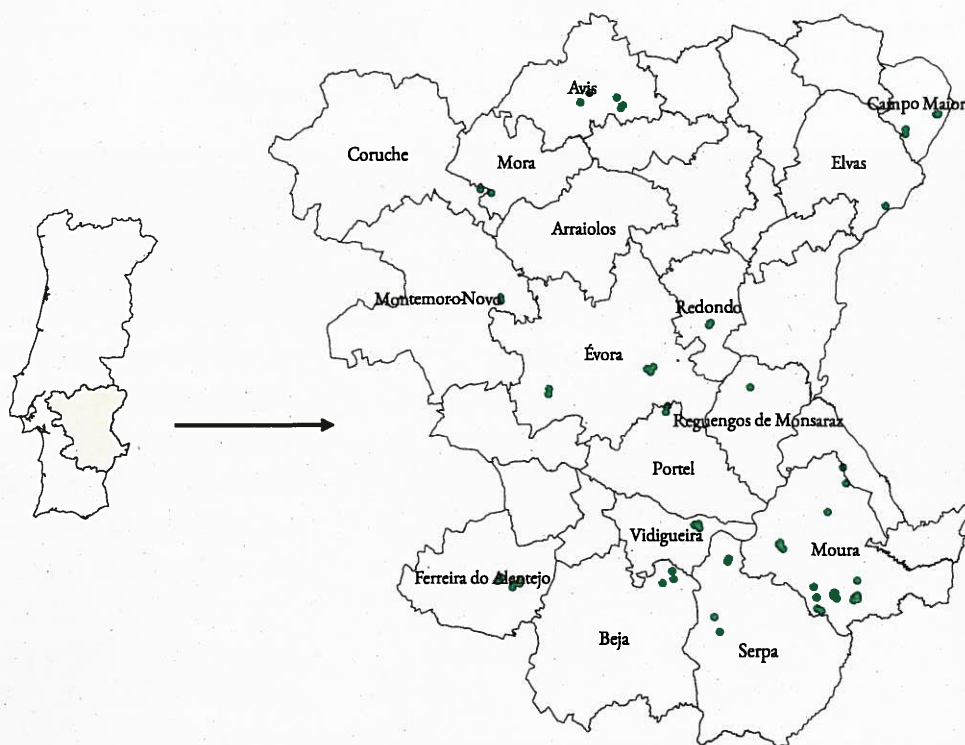 Avis
Campo Maior
Coruche
Mora
Elvas
Arraiolos
Montemoro-Novo
Redondo
Évora
Reguengos de Monsaraz
Portel
Vidigueira
Moura
Ferreira do Alentejo
Beja
Serpa